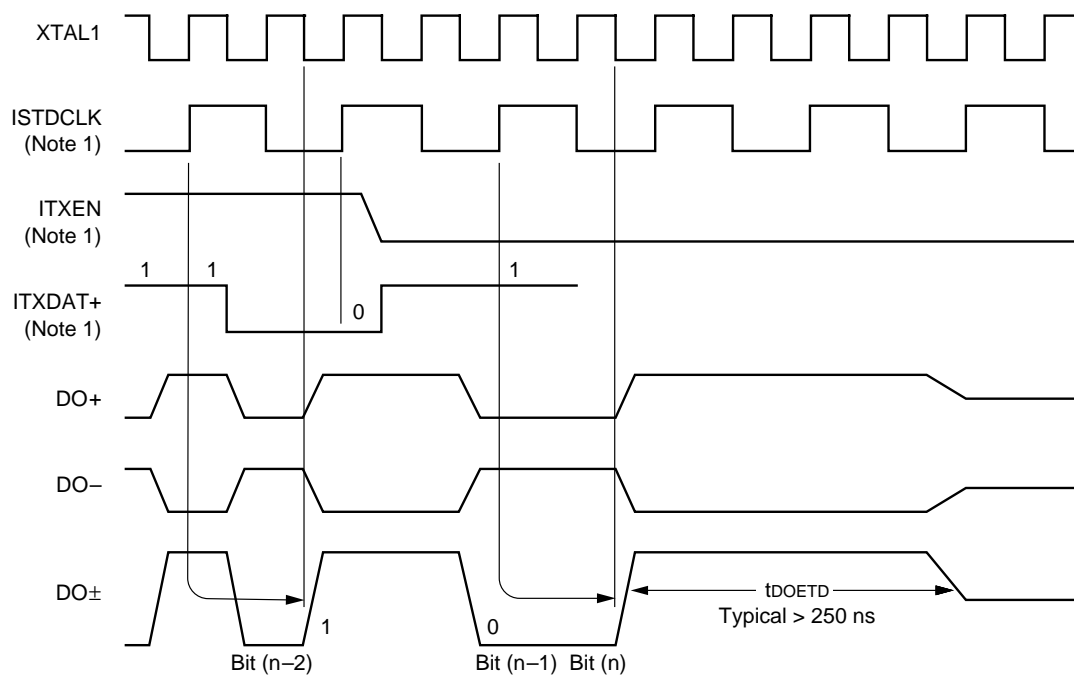 XTAL1
ISTDCLK
(Note 1)
ITXEN
(Note 1)
1 1 1
ITXDAT+
(Note 1)
0
DO+
DO–
DO±
tDOETD
Typical > 250 ns
1 0
Bit (n–2) Bit (n–1) Bit (n)